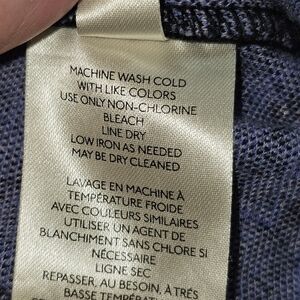 MACHINE WASH COLD
WITH LIKE COLORS
USE ONLY NON-CHLORINE
BLEACH
LINE DRY
LOW IRON AS NEEDED
MAY BE DRY CLEANED
LAVAGE EN MACHINE À
TEMPÉRATURE FROIDE
AVEC COULEURS SIMILAIRES
UTILISER UN AGENT DE
BLANCHIMENT SANS CHLORE SI
NÉCESSAIRE
LIGNE SEC
REPASSER, AU BESOIN, À TRÈS
BASSE TEMPÉRATU